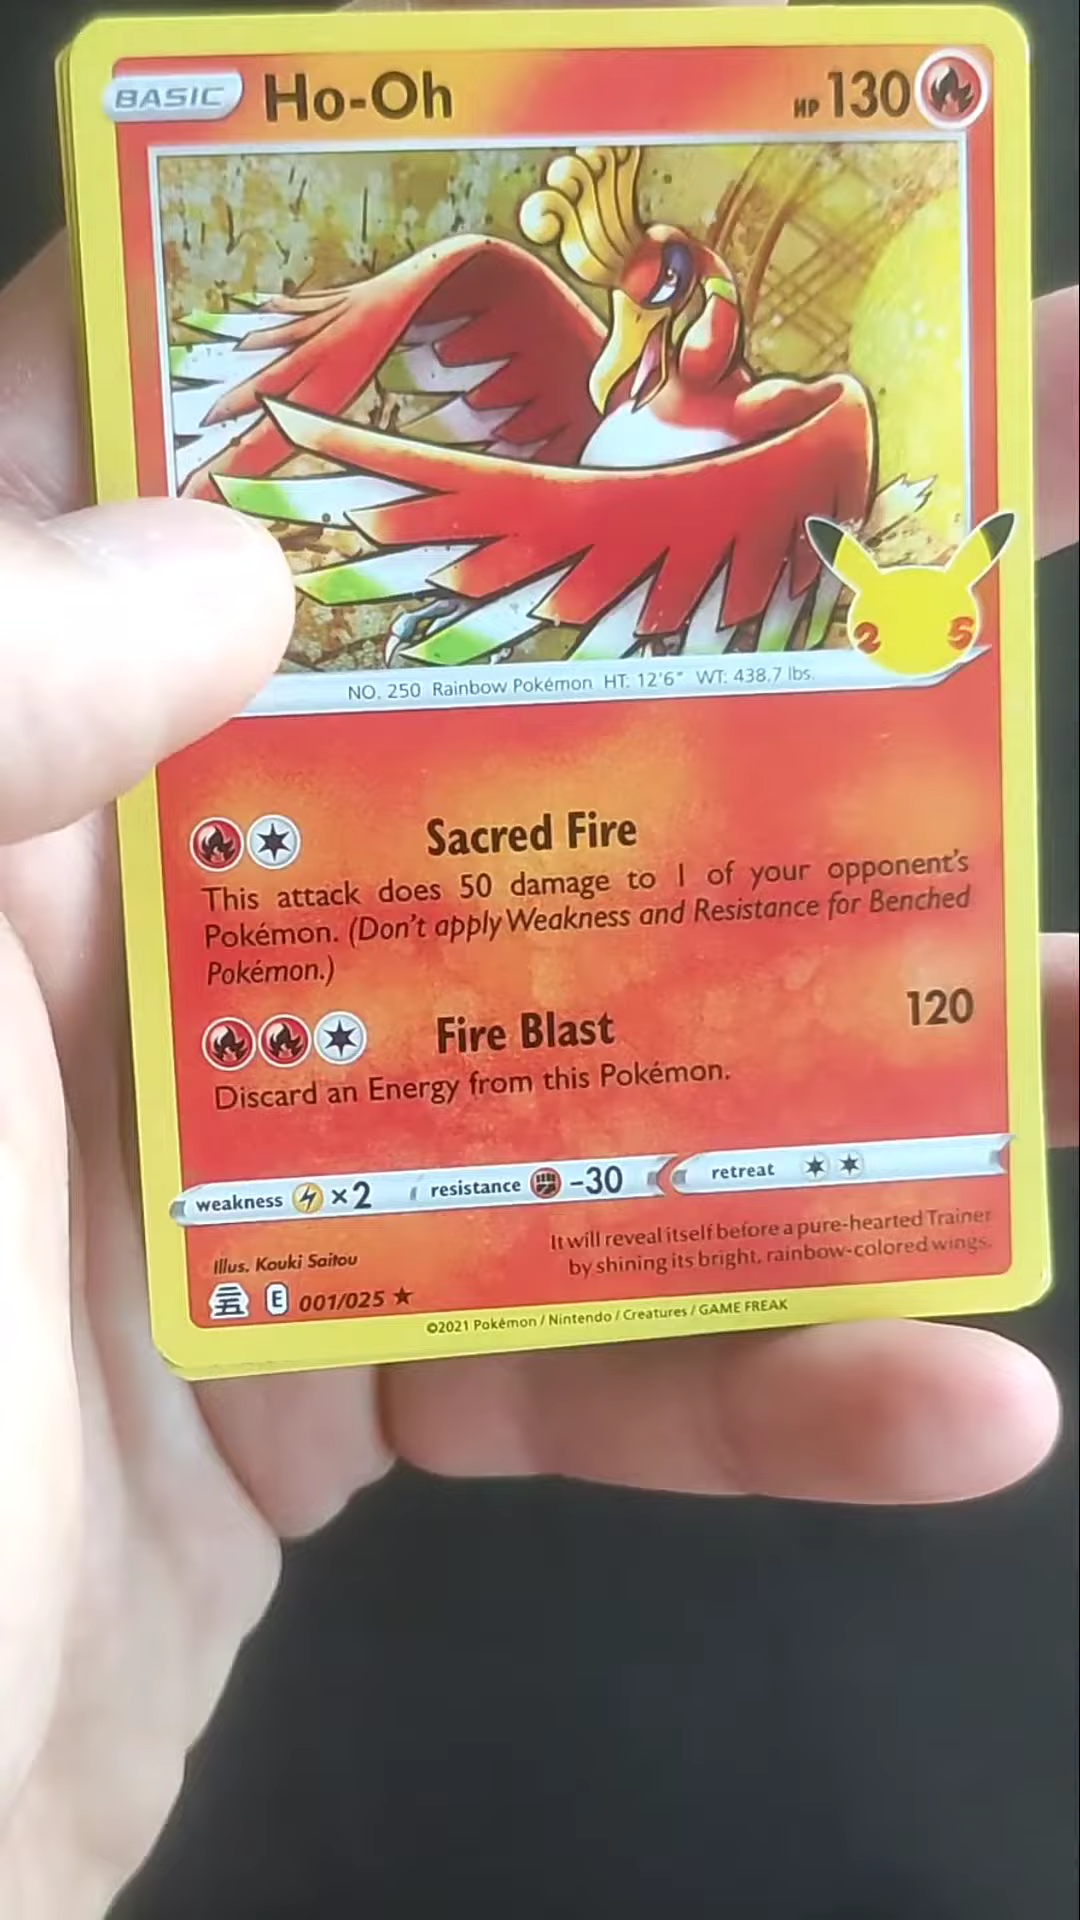 BASIC Ho-Oh HP 130
2 5
NO. 250 Rainbow Pokémon HT: 12'6" WT: 438.7 lbs.
Sacred Fire
This attack does 50 damage to 1 of your opponent's
Pokémon. (Don't apply Weakness and Resistance for Benched
Pokémon.)
Fire Blast 120
Discard an Energy from this Pokémon.
weakness ×2 resistance -30 retreat
It will reveal itself before a pure-hearted Trainer
by shining its bright, rainbow-colored wings.
Illus. Kouki Saitou
E 001/025 ★
©2021 Pokémon / Nintendo / Creatures / GAME FREAK